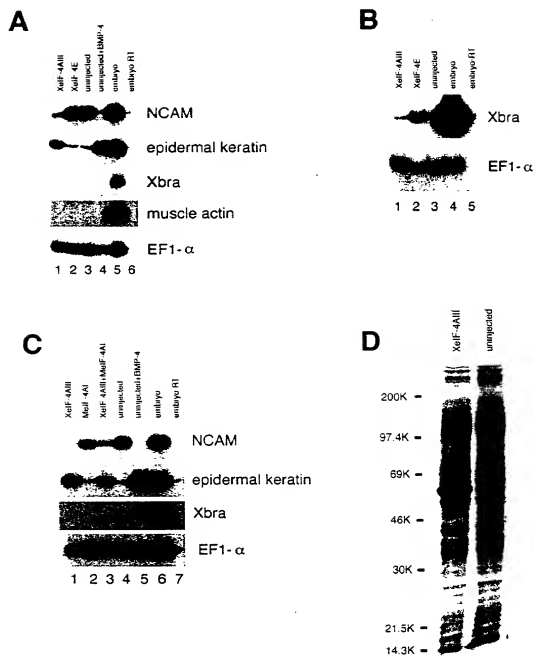 A
XeIF-4AIII
XeIF-4E
uninjected
uninjected+BMP-4
embryo
embryo RT
NCAM
epidermal keratin
Xbra
muscle actin
EF1-α
1 2 3 4 5 6
B
XeIF-4AIII
XeIF-4E
uninjected
embryo
embryo-RT
Xbra
EF1-α
1 2 3 4 5
C
XeIF-4AIII
MeIF-4AI
XeIF-4AIII+MeIF-4AI
uninjected
uninjected+BMP-4
embryo
embryo RT
NCAM
epidermal keratin
Xbra
EF1-α
1 2 3 4 5 6 7
D
XeIF-4AIII
uninjected
200K
97.4K
69K
46K
30K
21.5K
14.3K